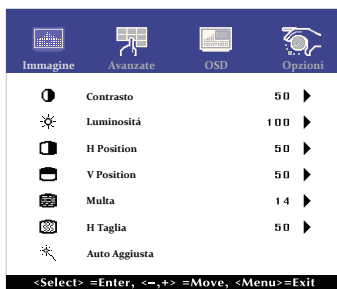 Immagine Avanzate OSD Opzioni
Contrasto 50
Luminositá 100
H Position 50
V Position 50
Multa 14
H Taglia 50
Auto Aggiusta
<Select> =Enter, <–,+> =Move, <Menu>=Exit